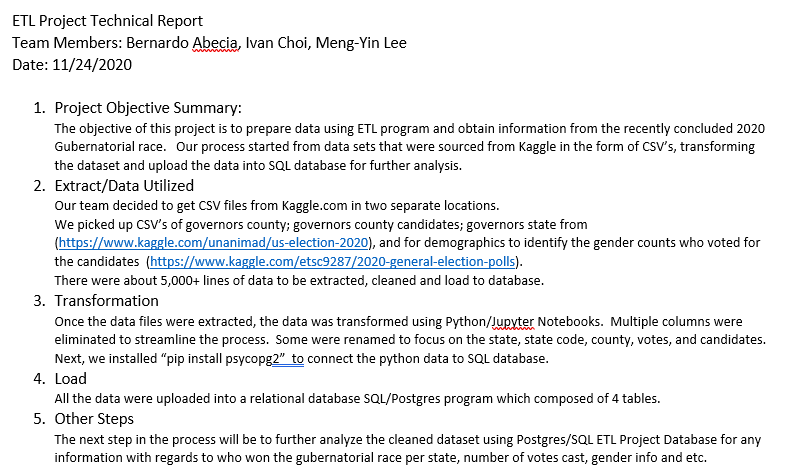 ETL Project Technical Report
Team Members: Bernardo Abecia, Ivan Choi, Meng-Yin Lee
Date: 11/24/2020
1. Project Objective Summary:
The objective of this project is to prepare data using ETL program and obtain information from the recently concluded 2020
Gubernatorial race. Our process started from data sets that were sourced from Kaggle in the form of CSV's, transforming
the dataset and upload the data into SQL database for further analysis.
2. Extract/Data Utilized
Our team decided to get CSV files from Kaggle.com in two separate locations.
We picked up CSV's of governors county; governors county candidates; governors state from
(https://www.kaggle.com/unanimad/us-election-2020), and for demographics to identify the gender counts who voted for
the candidates (https://www.kaggle.com/etsc9287/2020-general-election-polls).
There were about 5,000+ lines of data to be extracted, cleaned and load to database.
3. Transformation
Once the data files were extracted, the data was transformed using Python/Jupyter Notebooks. Multiple columns were
eliminated to streamline the process. Some were renamed to focus on the state, state code, county, votes, and candidates.
Next, we installed "pip install psycopg2" to connect the python data to SQL database.
4. Load
All the data were uploaded into a relational database SQL/Postgres program which composed of 4 tables.
5. Other Steps
The next step in the process will be to further analyze the cleaned dataset using Postgres/SQL ETL Project Database for any
information with regards to who won the gubernatorial race per state, number of votes cast, gender info and etc.